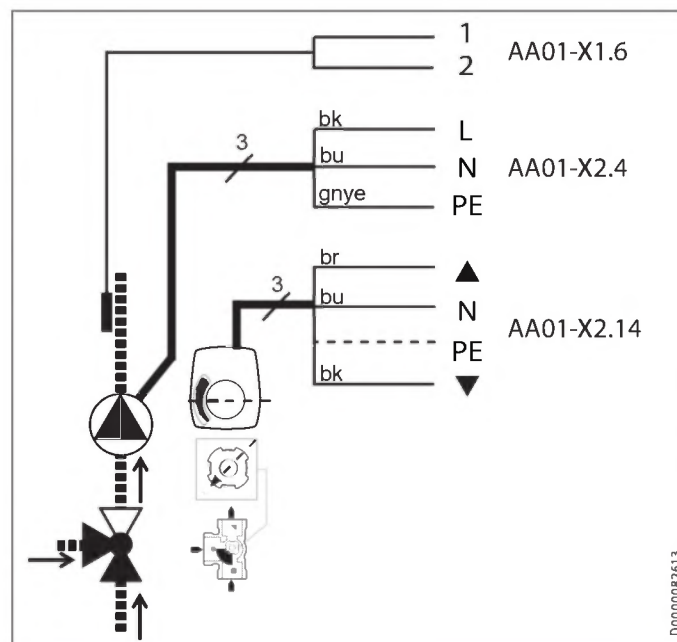 1
2 AA01-X1.6
3 bk L
bu N AA01-X2.4
gnye PE
br ▲
3 bu N
PE AA01-X2.14
bk ▼
D0000082613